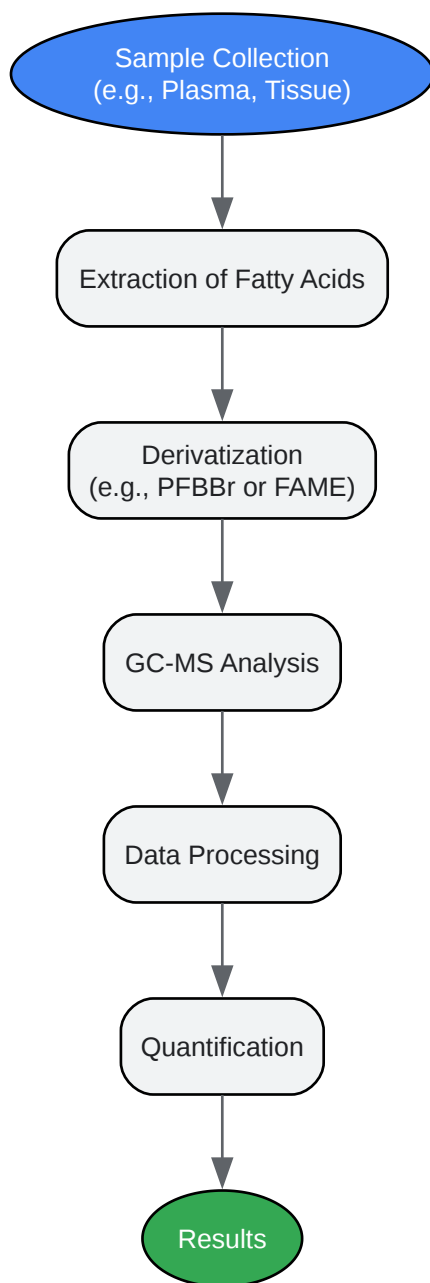 Sample Collection
(e.g., Plasma, Tissue)
Extraction of Fatty Acids
Derivatization
(e.g., PFBBr or FAME)
GC-MS Analysis
Data Processing
Quantification
Results